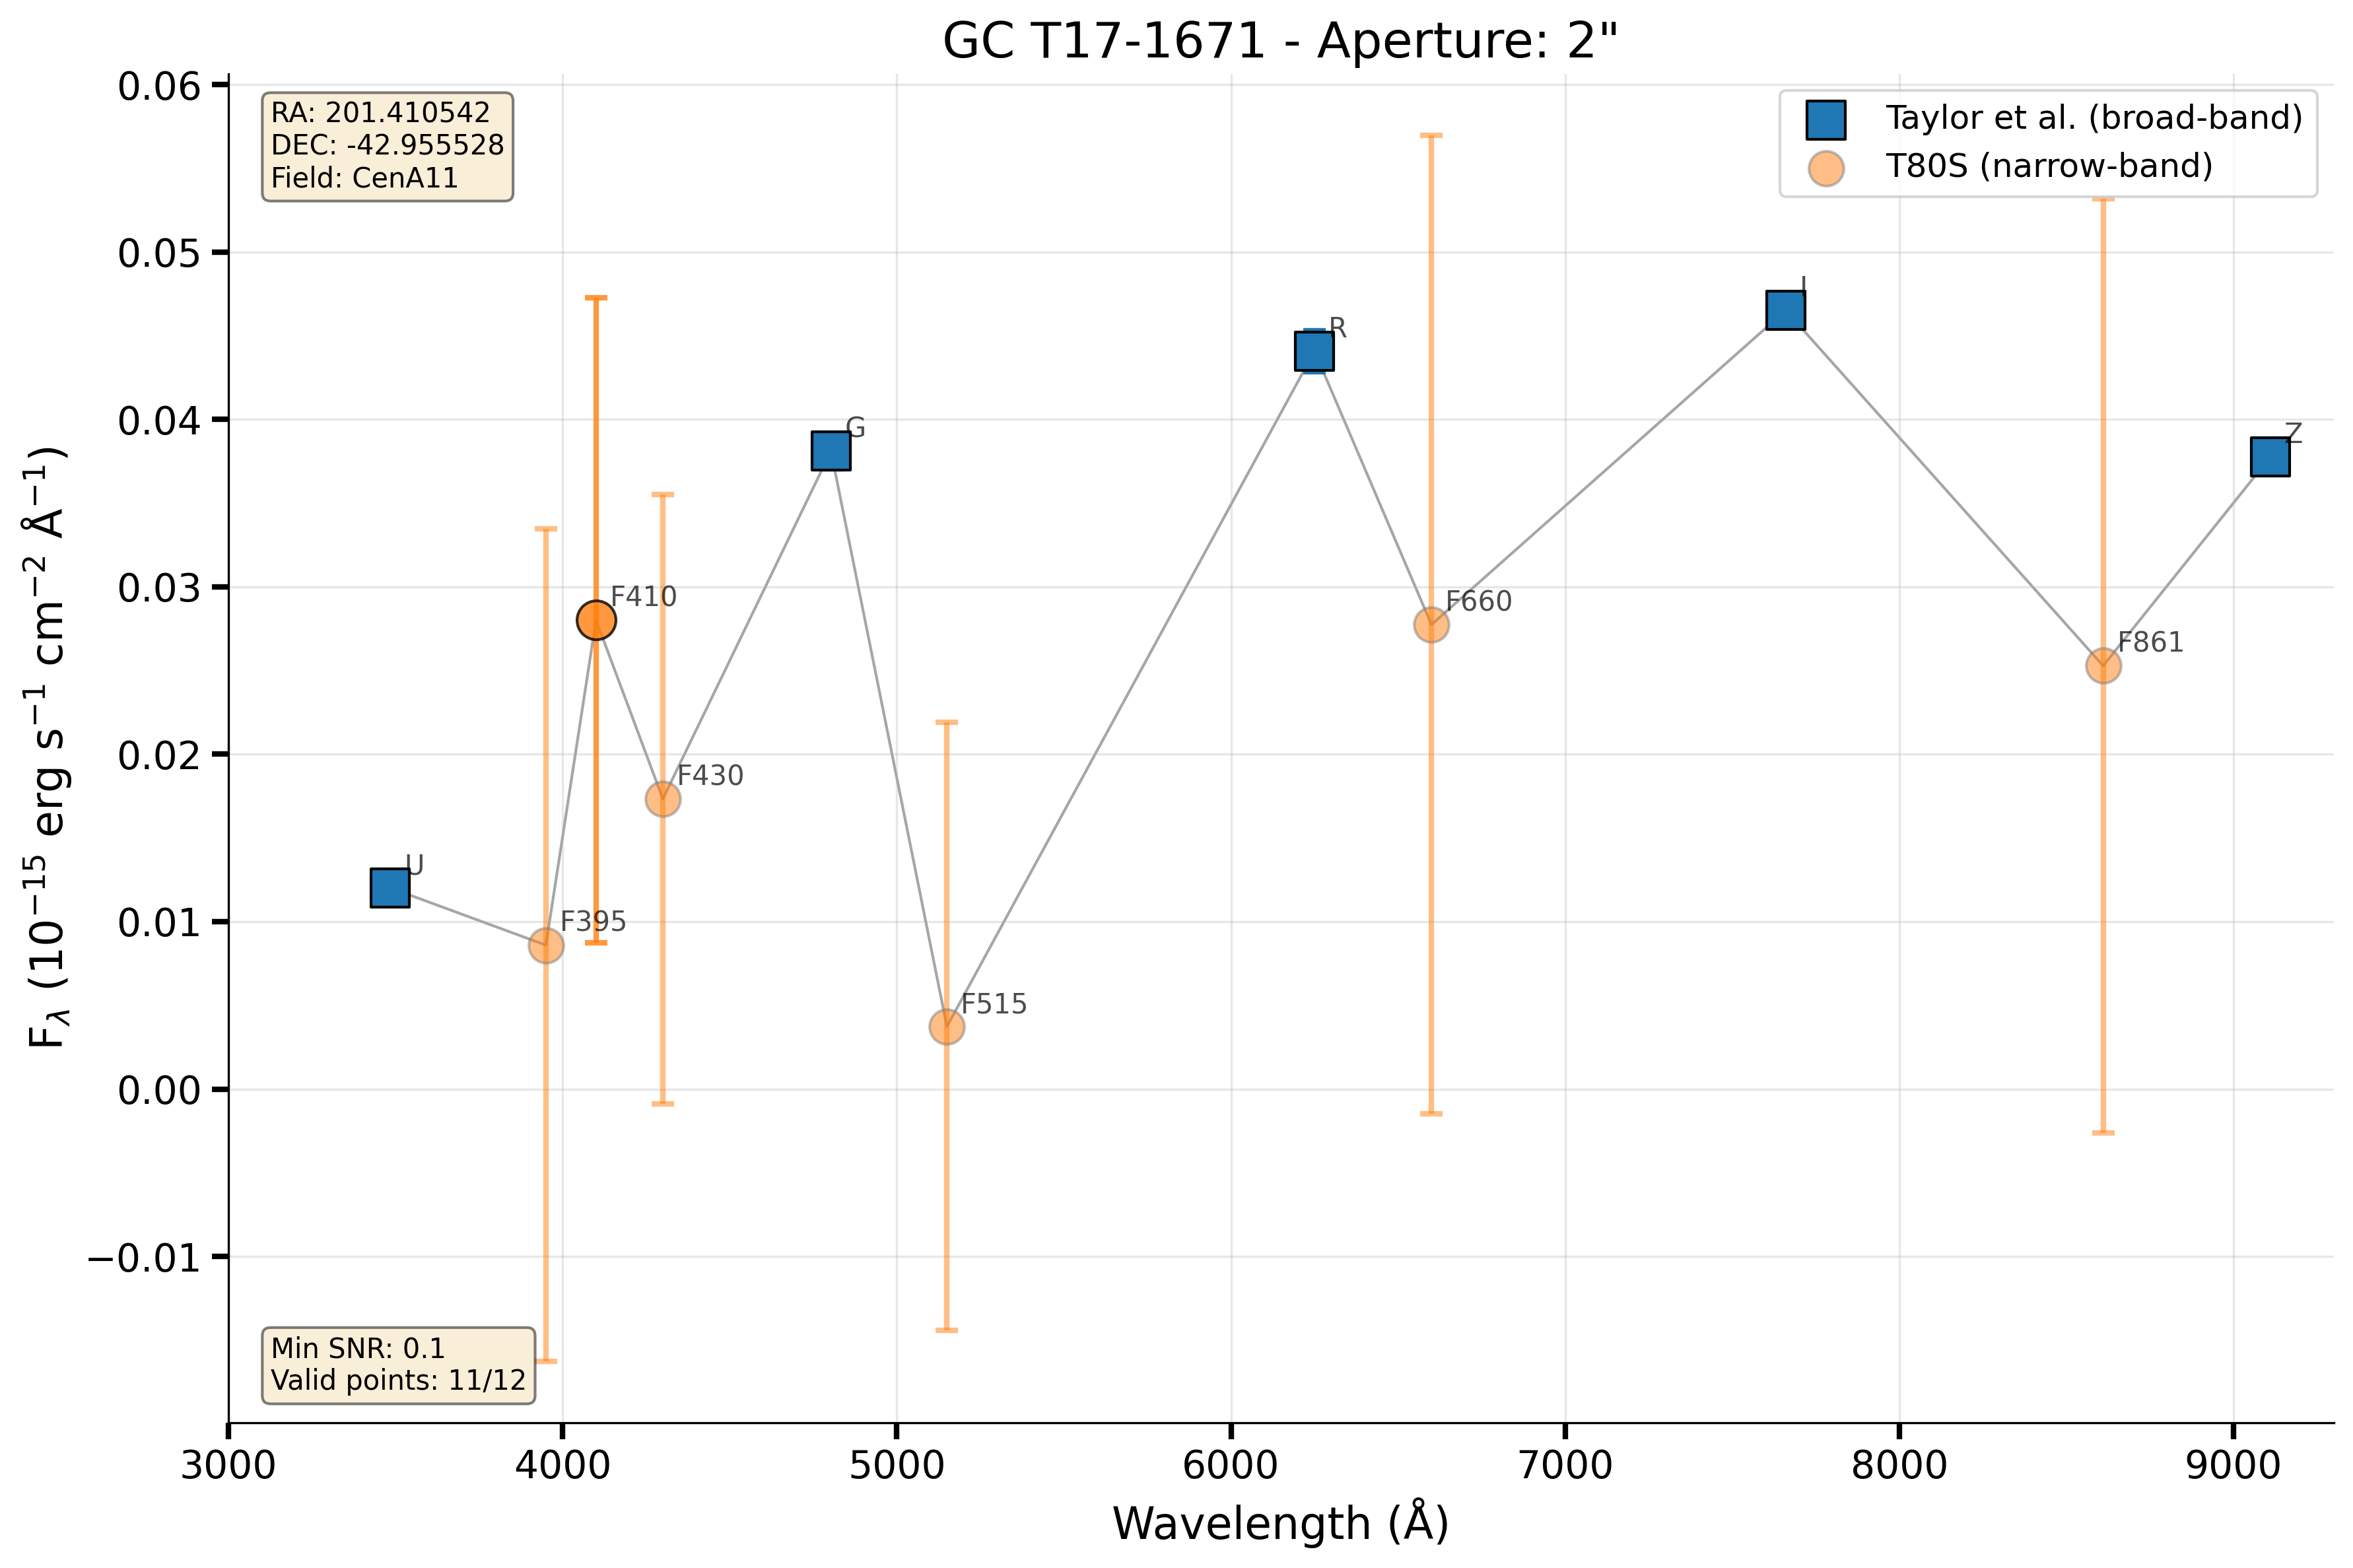 GC T17-1671 - Aperture: 2"
RA: 201.410542
DEC: -42.955528
Field: CenA11
Taylor et al. (broad-band)
T80S (narrow-band)
0.06
0.05
0.04
0.03
0.02
0.01
0.00
−0.01
F_λ (10⁻¹⁵ erg s⁻¹ cm⁻² Å⁻¹)
U
F395
F410
F430
G
F515
R
F660
I
F861
Z
Min SNR: 0.1
Valid points: 11/12
3000 4000 5000 6000 7000 8000 9000
Wavelength (Å)